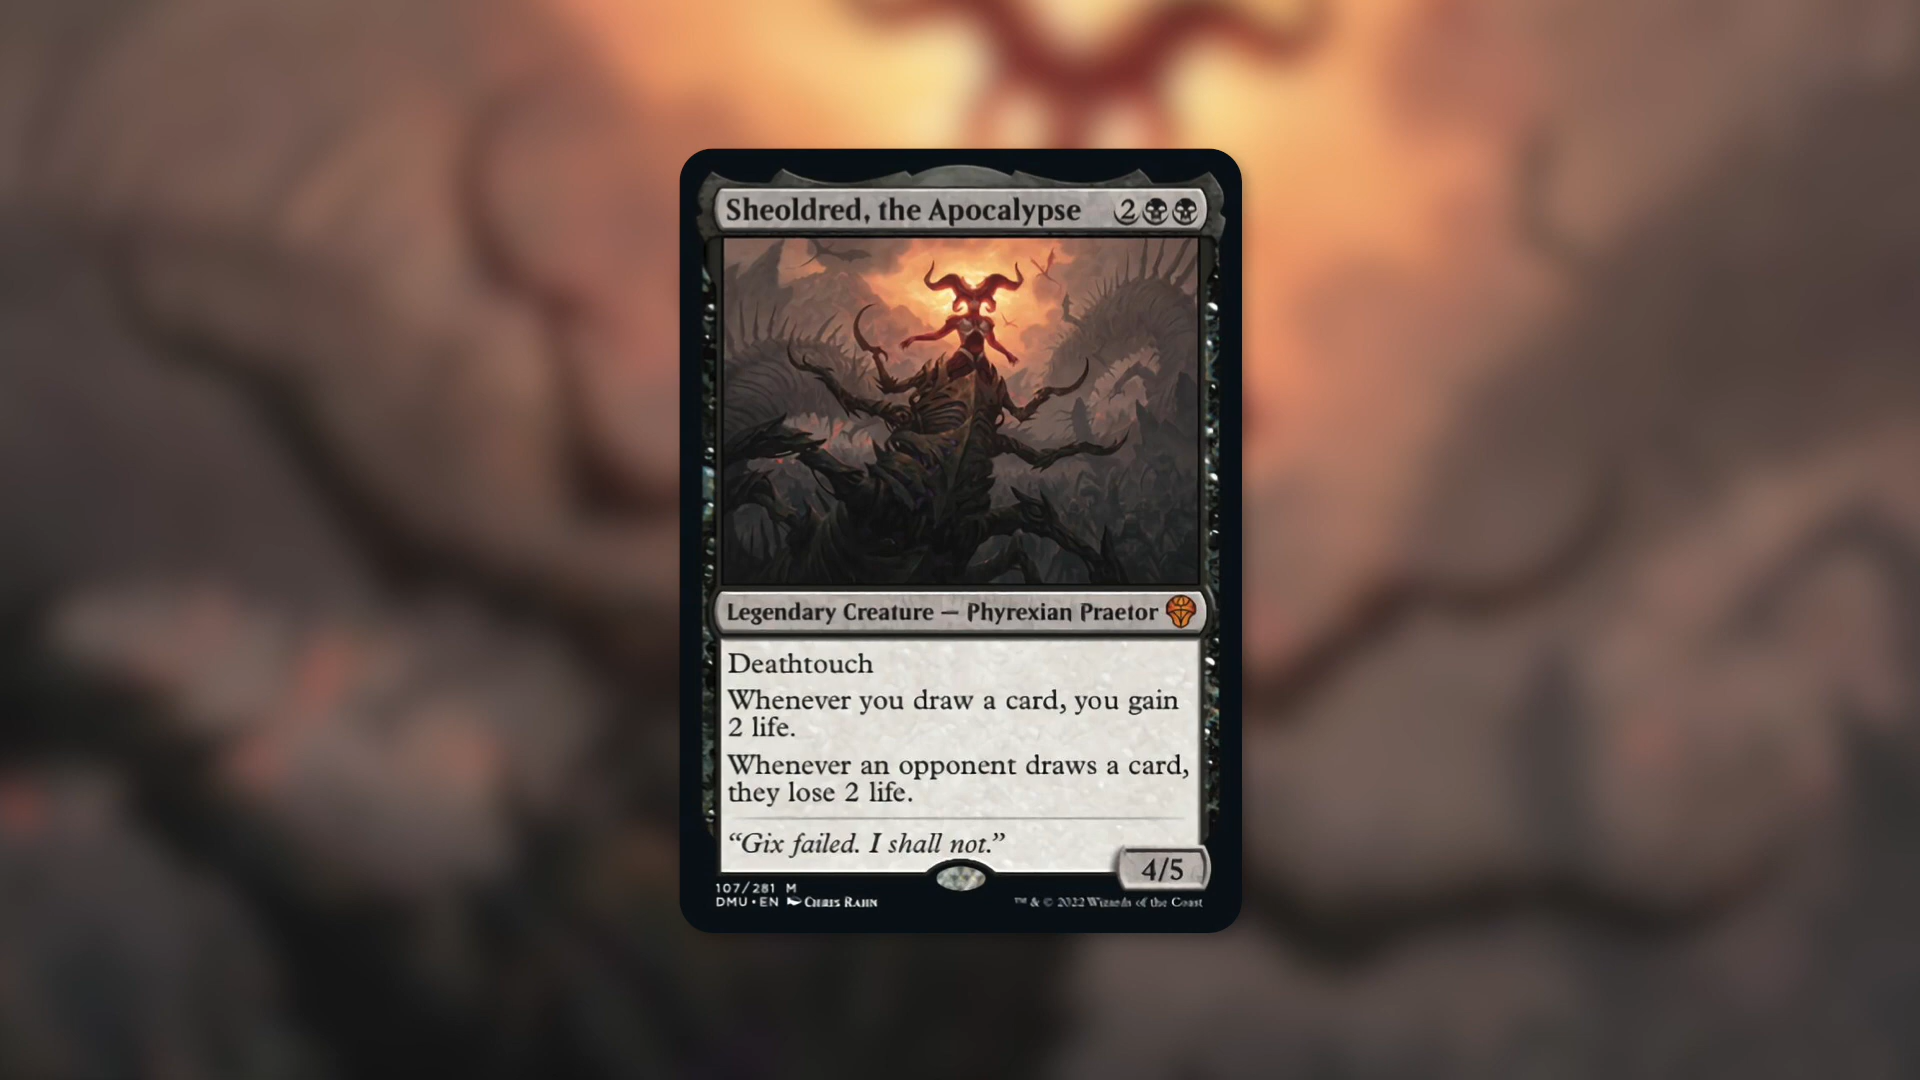 Sheoldred, the Apocalypse 2
Legendary Creature — Phyrexian Praetor
Deathtouch
Whenever you draw a card, you gain
2 life.
Whenever an opponent draws a card,
they lose 2 life.
“Gix failed. I shall not.”
4/5
107/281 M
DMU • EN Chris Rahn
™ & © 2022 Wizards of the Coast